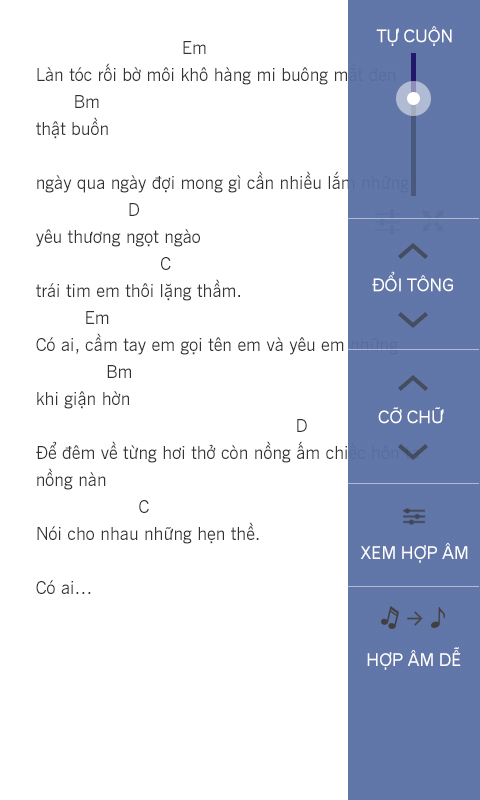 Em
Làn tóc rối bờ môi khô hàng mi buông mắt đen
Bm
thật buồn
ngày qua ngày đợi mong gì cần nhiều lắm những
D
yêu thương ngọt ngào
C
trái tim em thôi lặng thầm.
Em
Có ai, cầm tay em gọi tên em và yêu em những
Bm
khi giận hờn
D
Để đêm về từng hơi thở còn nồng ấm chiếc hôn
nồng nàn
C
Nói cho nhau những hẹn thề.
Có ai...
TỰ CUỘN
ĐỔI TÔNG
CỠ CHỮ
XEM HỢP ÂM
HỢP ÂM DỄ